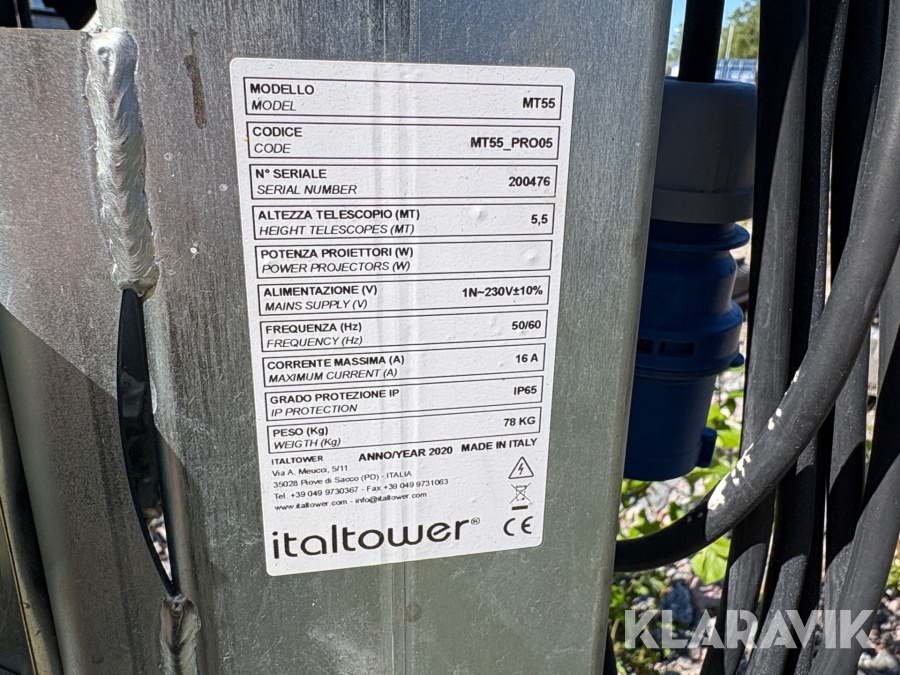 MODELLO
MODEL
MT55
CODICE
CODE
MT55_PRO05
N° SERIALE
SERIAL NUMBER
200476
ALTEZZA TELESCOPIO (MT)
HEIGHT TELESCOPES (MT)
5,5
POTENZA PROIETTORI (W)
POWER PROJECTORS (W)
ALIMENTAZIONE (V)
MAINS SUPPLY (V)
1N~230V±10%
FREQUENZA (Hz)
FREQUENCY (Hz)
50/60
CORRENTE MASSIMA (A)
MAXIMUM CURRENT (A)
16 A
GRADO PROTEZIONE IP
IP PROTECTION
IP65
PESO (Kg)
WEIGTH (Kg)
78 KG
ITALTOWER ANNO/YEAR 2020 MADE IN ITALY
Via A. Meucci, 5/11
35028 Piove di Sacco (PD) - ITALIA
Tel. +39 049 9730367 - Fax +39 049 9731063
www.italtower.com - info@italtower.com
italtower®
CE
KLARAVIK